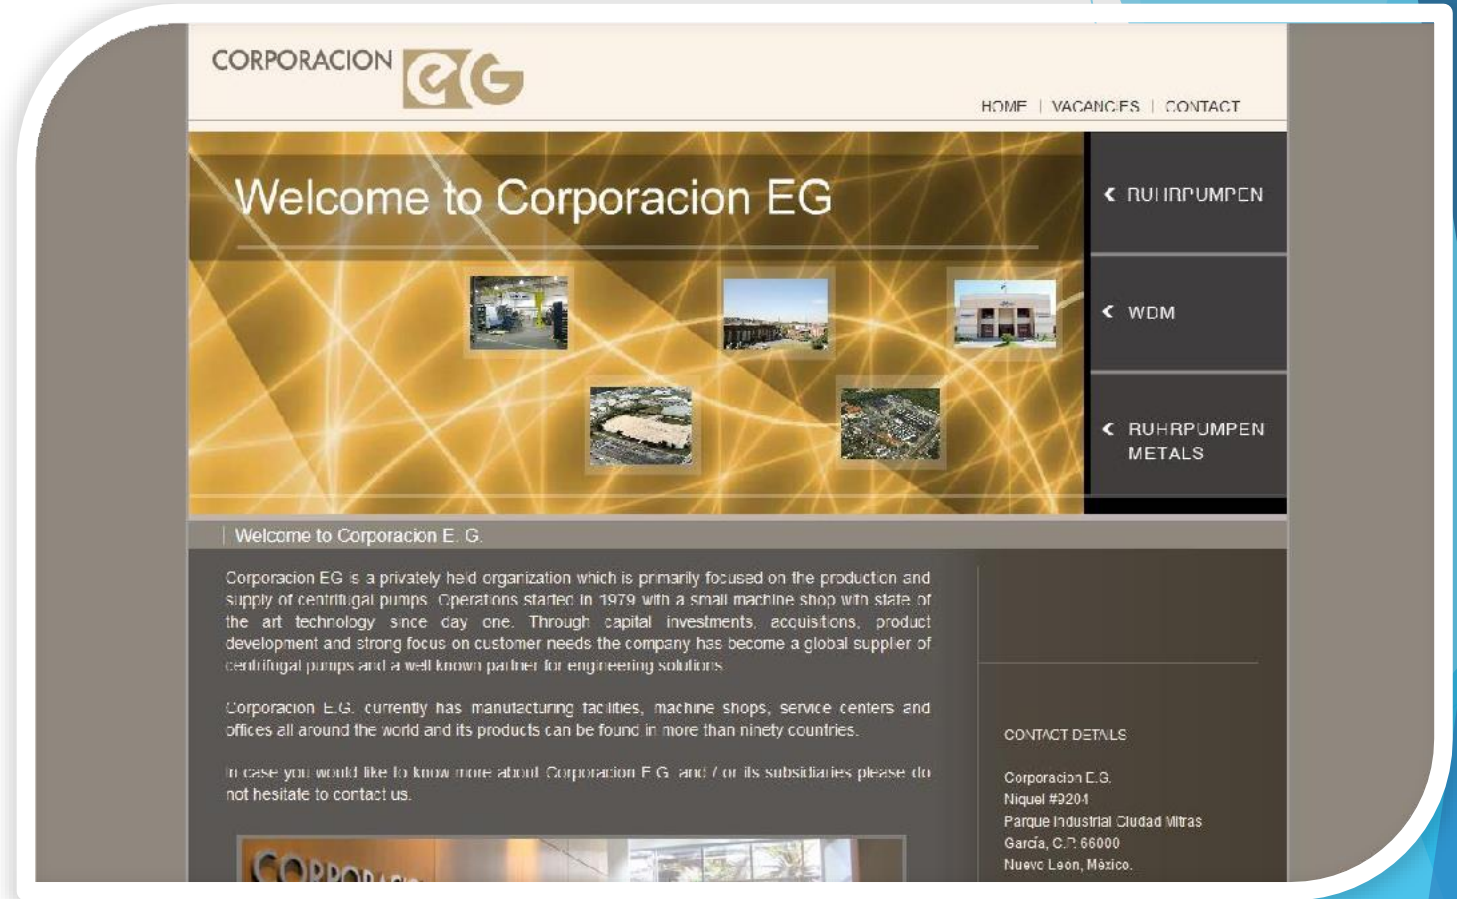 CORPORACION eG
HOME | VACANCIES | CONTACT
Welcome to Corporacion EG
RUHRPUMPEN
WDM
RUHRPUMPEN
METALS
Welcome to Corporacion E. G.
Corporacion EG is a privately held organization which is primarily focused on the production and
supply of centrifugal pumps. Operations started in 1979 with a small machine shop with state of
the art technology since day one. Through capital investments, acquisitions, product
development and strong focus on customer needs the company has become a global supplier of
centrifugal pumps and a well known partner for engineering solutions.
Corporacion E.G. currently has manufacturing facilities, machine shops, service centers and
offices all around the world and its products can be found in more than ninety countries.
In case you would like to know more about Corporacion E.G. and / or its subsidiaries please do
not hesitate to contact us.
CONTACT DETAILS
Corporacion E.G.
Niquel #9204
Parque Industrial Ciudad Mitras
García, C.P. 66000
Nuevo León, México.